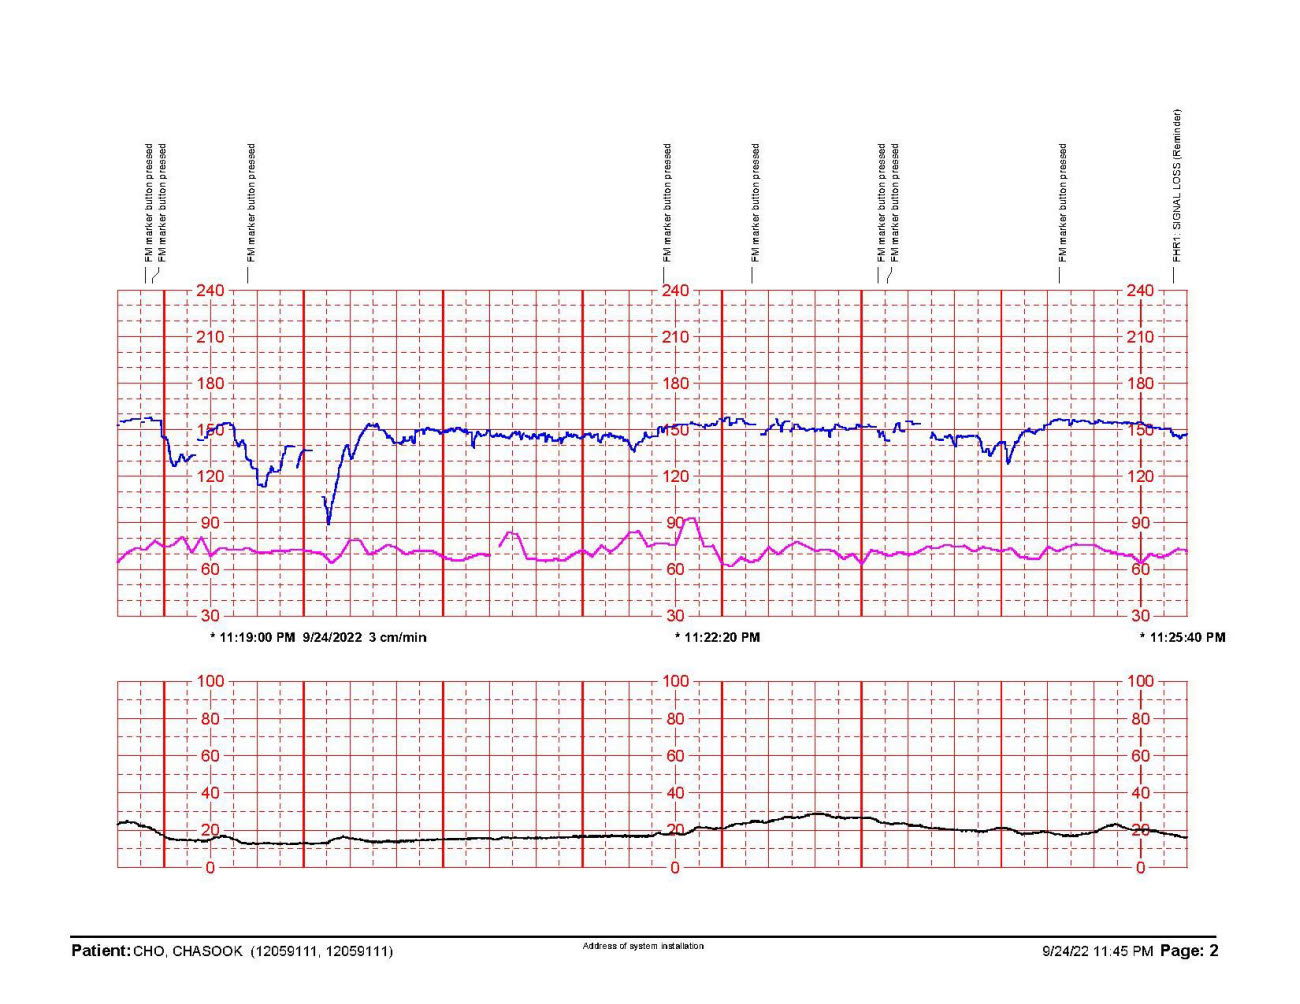 FM marker button pressed
FM marker button pressed
FM marker button pressed
FM marker button pressed
FM marker button pressed
FM marker button pressed
FM marker button pressed
FM marker button pressed
FHR1: SIGNAL LOSS (Reminder)
240 240 240
210 210 210
180 180 180
150 150 150
120 120 120
90 90 90
60 60 60
30 30 30
* 11:19:00 PM 9/24/2022 3 cm/min * 11:22:20 PM * 11:25:40 PM
100 100 100
80 80 80
60 60 60
40 40 40
20 20 20
0 0 0
Patient: CHO, CHASOOK (12059111, 12059111) Address of system installation 9/24/22 11:45 PM Page: 2